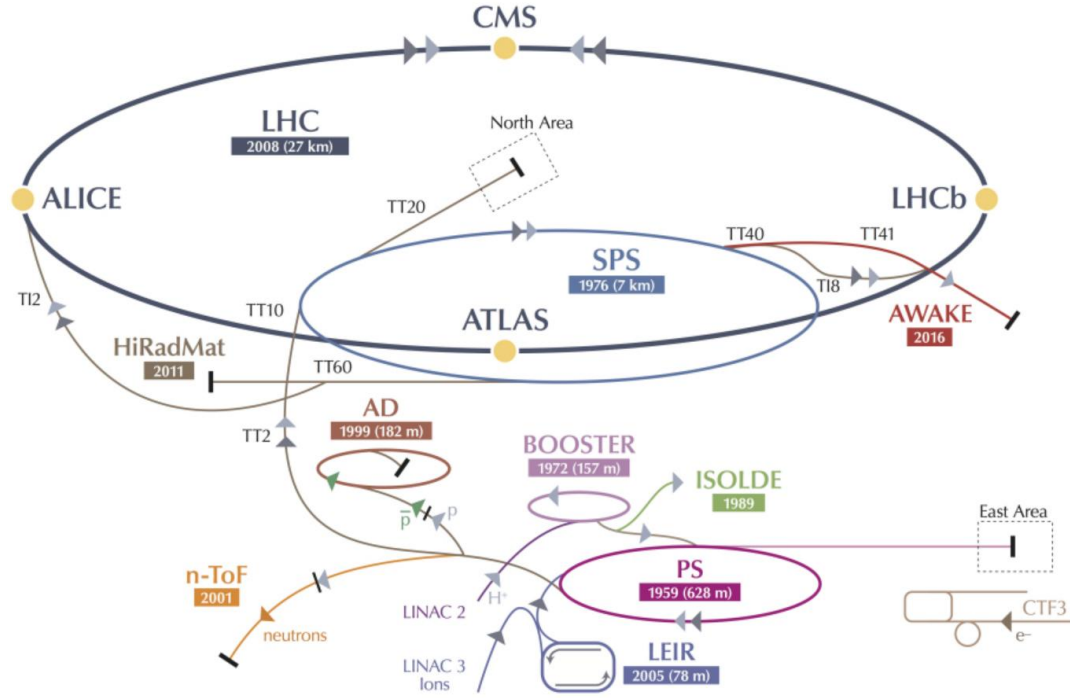 CMS
LHC
2008 (27 km)
North Area
ALICE
TT20
LHCb
TT40
TT41
SPS
1976 (7 km)
TI2
TT10
TI8
ATLAS
AWAKE
2016
HiRadMat
2011
TT60
AD
1999 (182 m)
TT2
BOOSTER
1972 (157 m)
ISOLDE
1989
p
p̅
East Area
n-ToF
2001
PS
1959 (628 m)
LINAC 2
H⁺
neutrons
CTF3
e–
LINAC 3
Ions
LEIR
2005 (78 m)